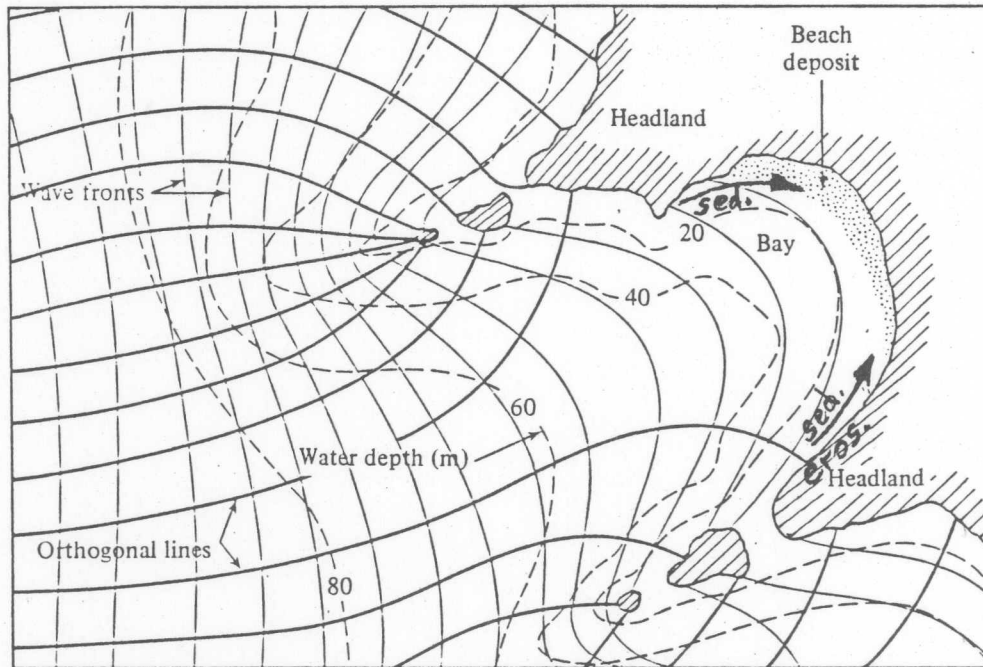 Beach
deposit
Headland
Wave fronts
sed.
20
Bay
40
60
Water depth (m)
sed.
eros.
Headland
Orthogonal lines
80